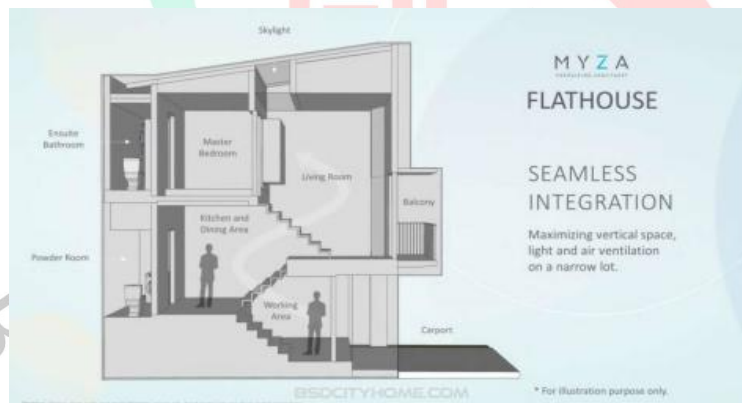 Skylight
MYZA
FLATHOUSE
Ensuite
Bathroom
Master
Bedroom
Living Room
Balcony
SEAMLESS
INTEGRATION
Kitchen and
Dining Area
Maximizing vertical space,
light and air ventilation
on a narrow lot.
Powder Room
Working
Area
Carport
BSDCITYHOME.COM
* For illustration purpose only.